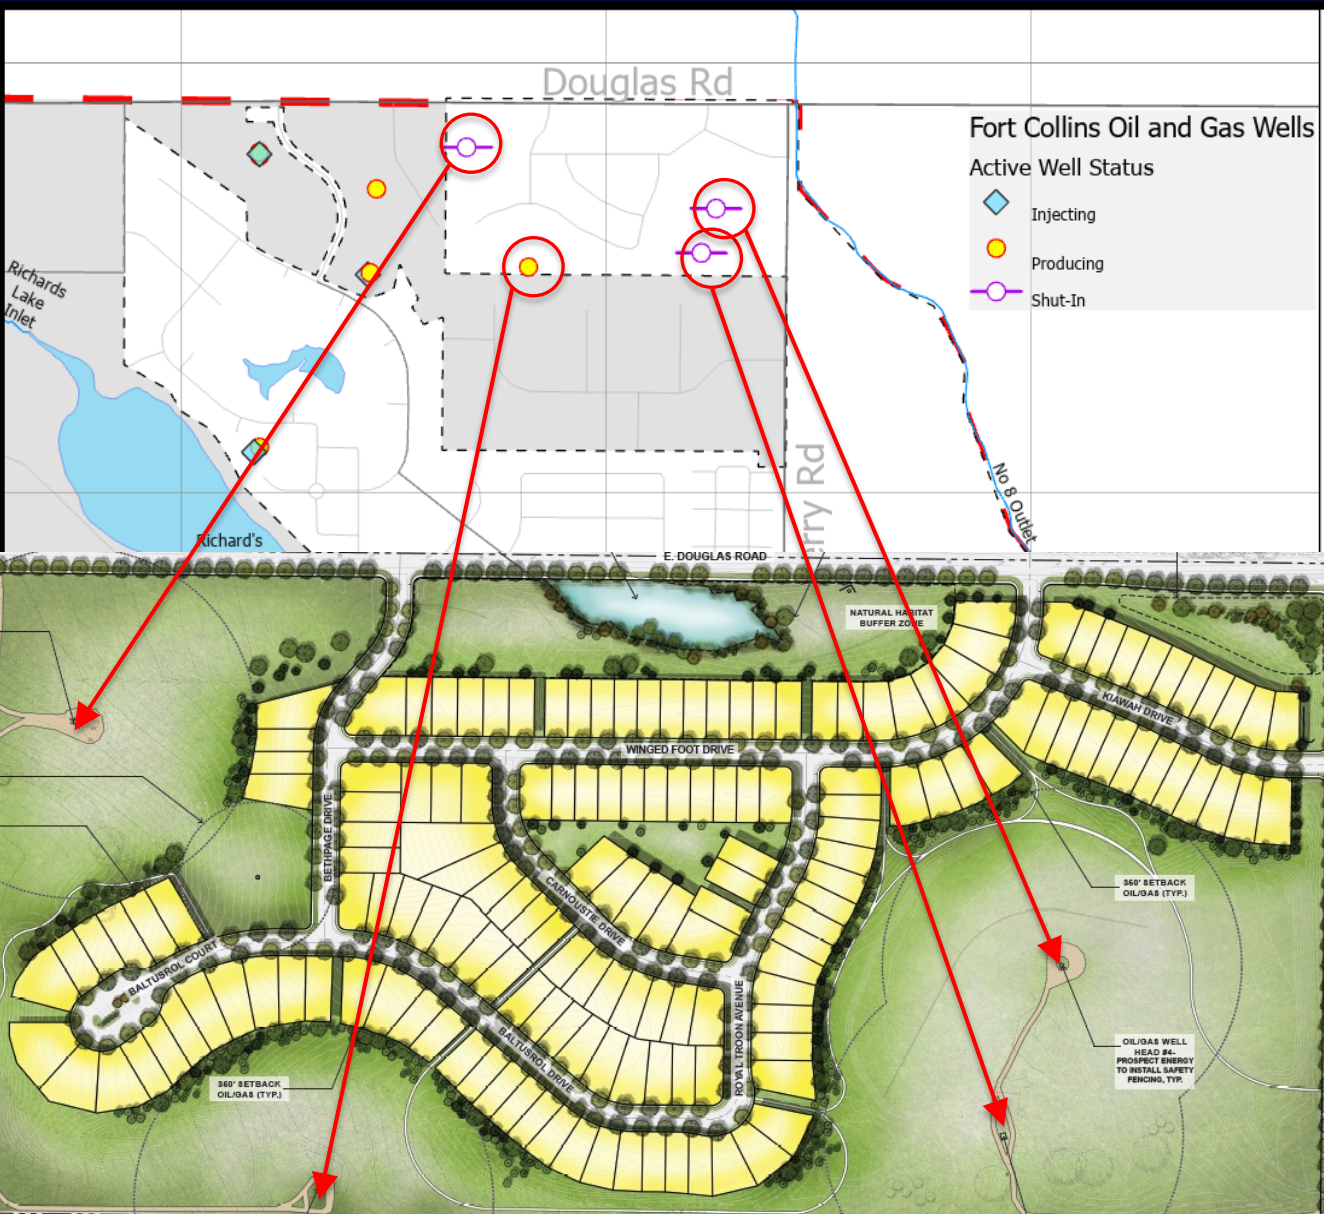 Douglas Rd
Fort Collins Oil and Gas Wells
Active Well Status
Injecting
Producing
Shut-In
Richards
Lake
Inlet
rry Rd
No 8 Outlet
Richard's
E. DOUGLAS ROAD
NATURAL HABITAT
BUFFER ZONE
KIAWAH DRIVE
WINGED FOOT DRIVE
BETHPAGE DRIVE
CARNOUSTIE DRIVE
350' SETBACK
OIL/GAS (TYP.)
BALTUSROL COURT
ROYAL TROON AVENUE
BALTUSROL DRIVE
OIL/GAS WELL
HEAD #4-
PROSPECT ENERGY
TO INSTALL SAFETY
FENCING, TYP.
350' SETBACK
OIL/GAS (TYP.)